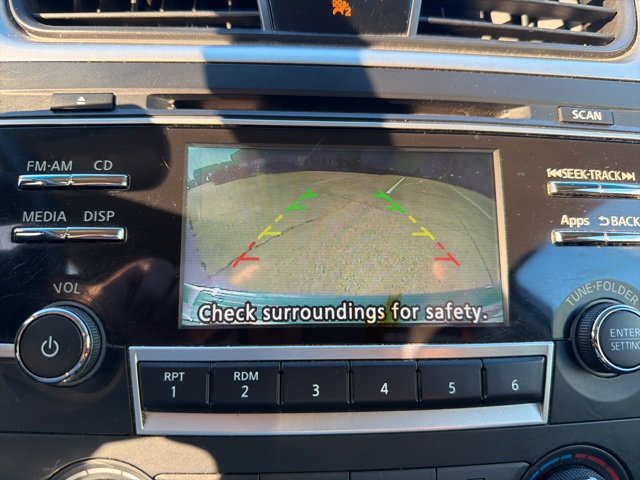 SCAN
FM·AM CD
SEEK·TRACK
MEDIA DISP
Apps BACK
VOL
TUNE·FOLDER
Check surroundings for safety.
ENTER
SETTING
RPT RDM
1 2 3 4 5 6